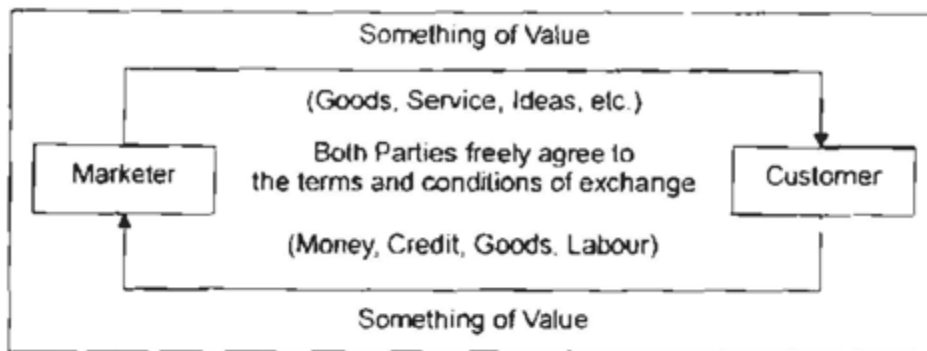 Something of Value
(Goods, Service, Ideas, etc.)
Both Parties freely agree to
the terms and conditions of exchange
Marketer
Customer
(Money, Credit, Goods, Labour)
Something of Value